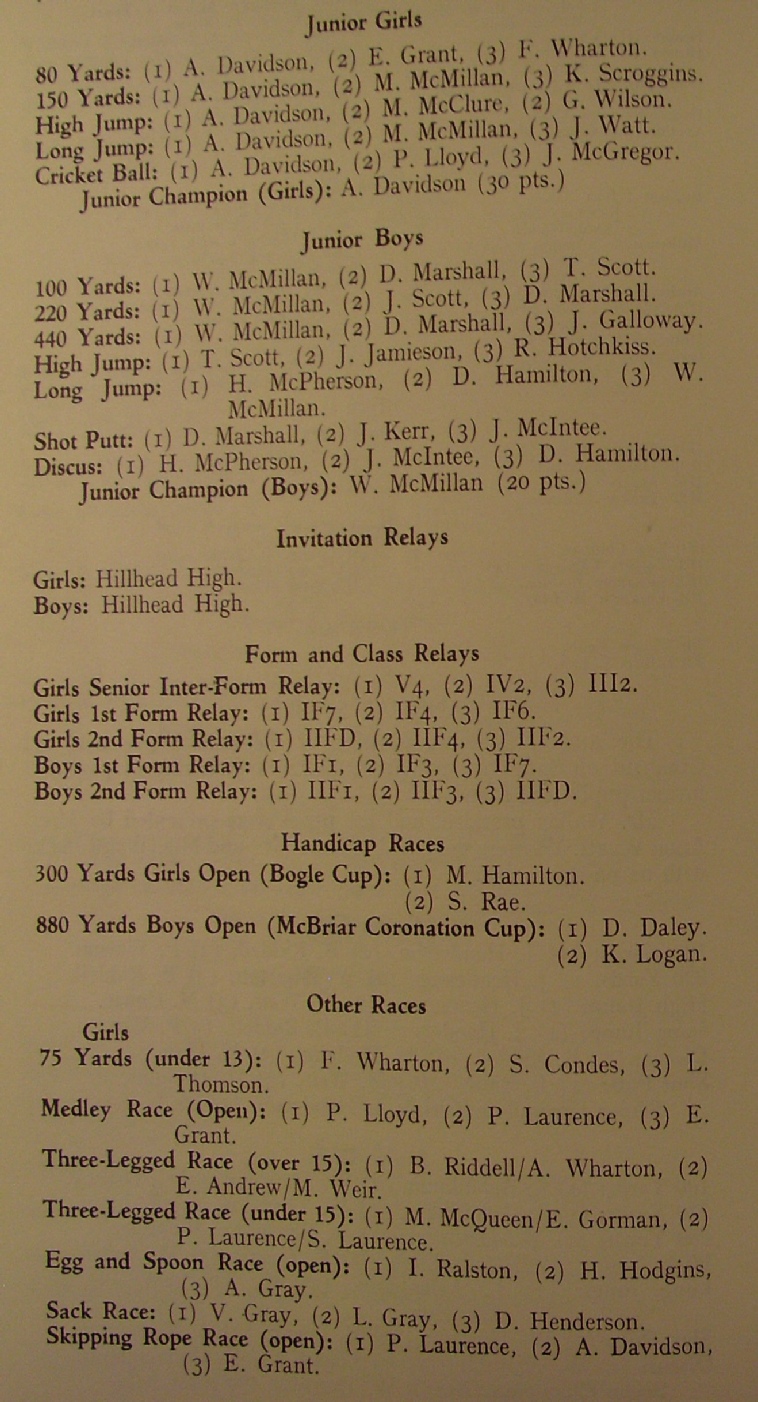 Junior Girls
80 Yards: (1) A. Davidson, (2) E. Grant, (3) F. Wharton.
150 Yards: (1) A. Davidson, (2) M. McMillan, (3) K. Scroggins.
High Jump: (1) A. Davidson, (2) M. McClure, (2) G. Wilson.
Long Jump: (1) A. Davidson, (2) M. McMillan, (3) J. Watt.
Cricket Ball: (1) A. Davidson, (2) P. Lloyd, (3) J. McGregor.
Junior Champion (Girls): A. Davidson (30 pts.)
Junior Boys
100 Yards: (1) W. McMillan, (2) D. Marshall, (3) T. Scott.
220 Yards: (1) W. McMillan, (2) J. Scott, (3) D. Marshall.
440 Yards: (1) W. McMillan, (2) D. Marshall, (3) J. Galloway.
High Jump: (1) T. Scott, (2) J. Jamieson, (3) R. Hotchkiss.
Long Jump: (1) H. McPherson, (2) D. Hamilton, (3) W.
McMillan.
Shot Putt: (1) D. Marshall, (2) J. Kerr, (3) J. McIntee.
Discus: (1) H. McPherson, (2) J. McIntee, (3) D. Hamilton.
Junior Champion (Boys): W. McMillan (20 pts.)
Invitation Relays
Girls: Hillhead High.
Boys: Hillhead High.
Form and Class Relays
Girls Senior Inter-Form Relay: (1) V4, (2) IV2, (3) III2.
Girls 1st Form Relay: (1) IF7, (2) IF4, (3) IF6.
Girls 2nd Form Relay: (1) IIFD, (2) IIF4, (3) IIF2.
Boys 1st Form Relay: (1) IF1, (2) IF3, (3) IF7.
Boys 2nd Form Relay: (1) IIF1, (2) IIF3, (3) IIFD.
Handicap Races
300 Yards Girls Open (Bogle Cup): (1) M. Hamilton.
(2) S. Rae.
880 Yards Boys Open (McBriar Coronation Cup): (1) D. Daley.
(2) K. Logan.
Other Races
Girls
75 Yards (under 13): (1) F. Wharton, (2) S. Condes, (3) L.
Thomson.
Medley Race (Open): (1) P. Lloyd, (2) P. Laurence, (3) E.
Grant.
Three-Legged Race (over 15): (1) B. Riddell/A. Wharton, (2)
E. Andrew/M. Weir.
Three-Legged Race (under 15): (1) M. McQueen/E. Gorman, (2)
P. Laurence/S. Laurence.
Egg and Spoon Race (open): (1) I. Ralston, (2) H. Hodgins,
(3) A. Gray.
Sack Race: (1) V. Gray, (2) L. Gray, (3) D. Henderson.
Skipping Rope Race (open): (1) P. Laurence, (2) A. Davidson,
(3) E. Grant.